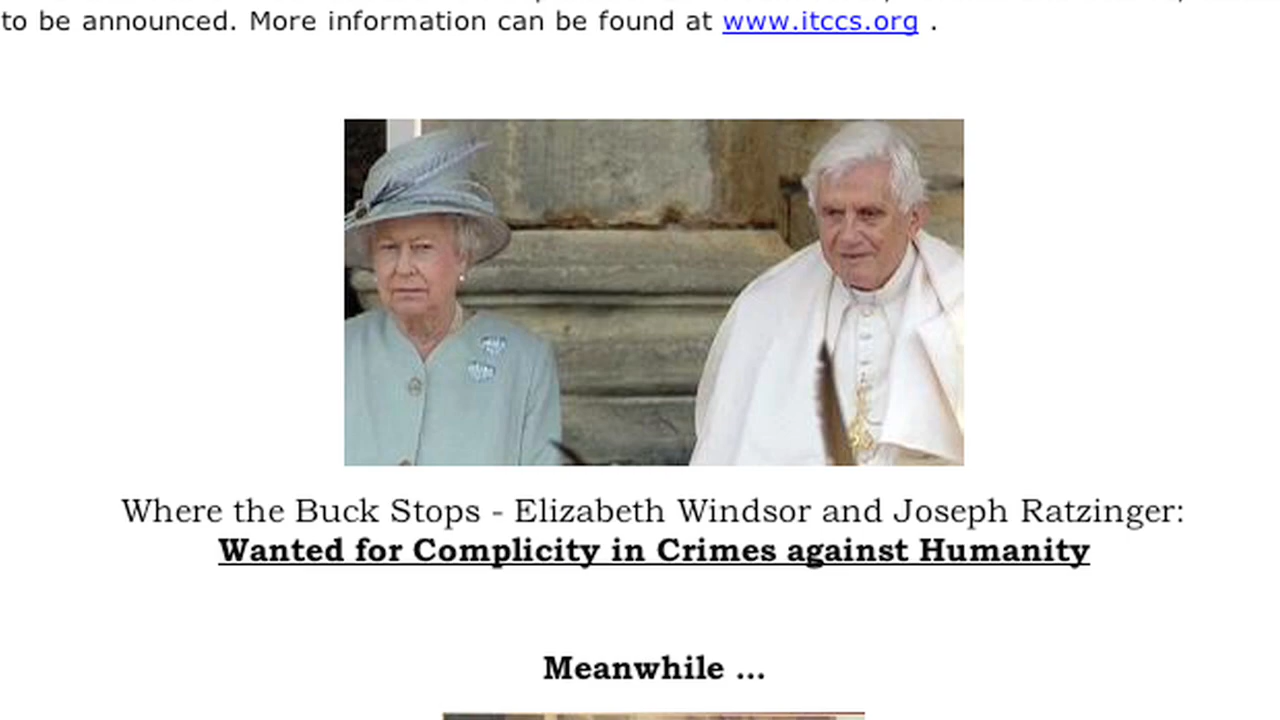 to be announced. More information can be found at www.itccs.org .
Where the Buck Stops - Elizabeth Windsor and Joseph Ratzinger:
Wanted for Complicity in Crimes against Humanity
Meanwhile ...